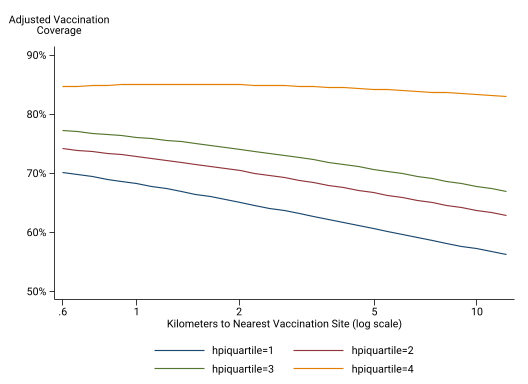 Adjusted Vaccination
Coverage
90%
80%
70%
60%
50%
.6 1 2 5 10
Kilometers to Nearest Vaccination Site (log scale)
hpiquartile=1 hpiquartile=2
hpiquartile=3 hpiquartile=4